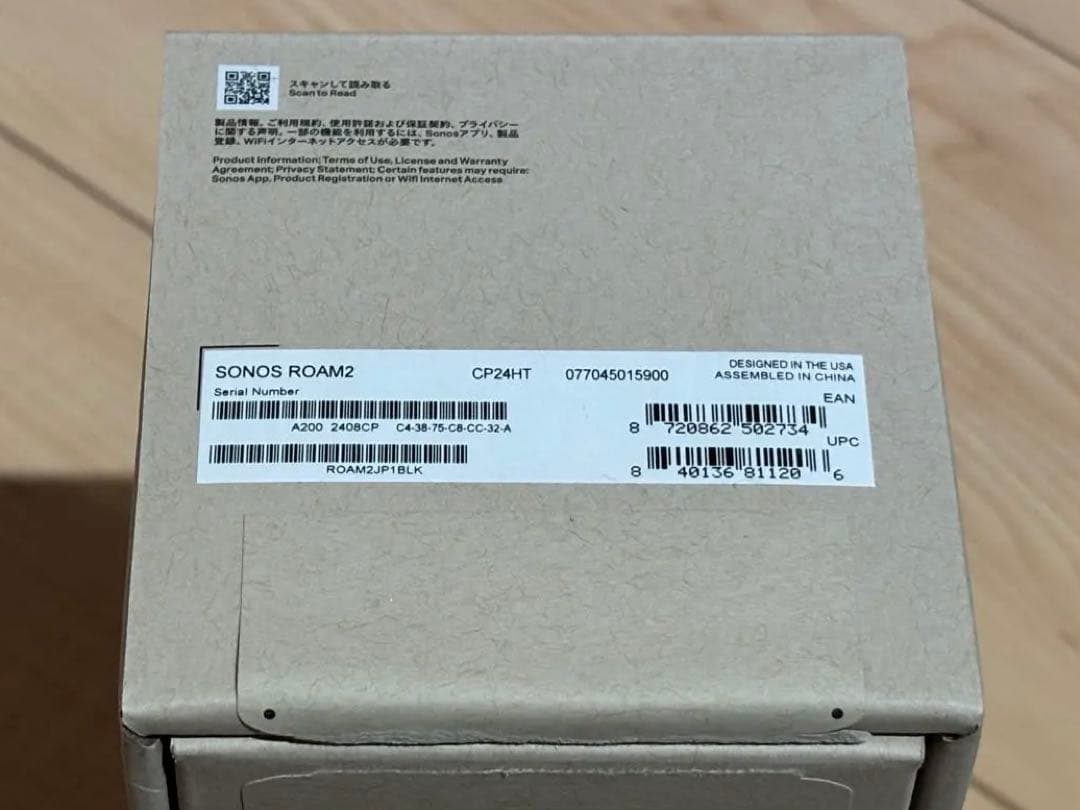 スキャンして読み取る
Scan to Read
製品情報。ご利用規約、使用許諾および保証契約、プライバシー
に関する声明。一部の機能を利用するには、Sonosアプリ、製品
登録、WiFiインターネットアクセスが必要です。
Product Information; Terms of Use, License and Warranty
Agreement; Privacy Statement; Certain features may require:
Sonos App, Product Registration or Wifi Internet Access
SONOS ROAM2 CP24HT 077045015900 DESIGNED IN THE USA
ASSEMBLED IN CHINA
Serial Number
EAN
A200 2408CP C4-38-75-C8-CC-32-A
8 720862 502734
UPC
ROAM2JP1BLK
8 40136 81120 6